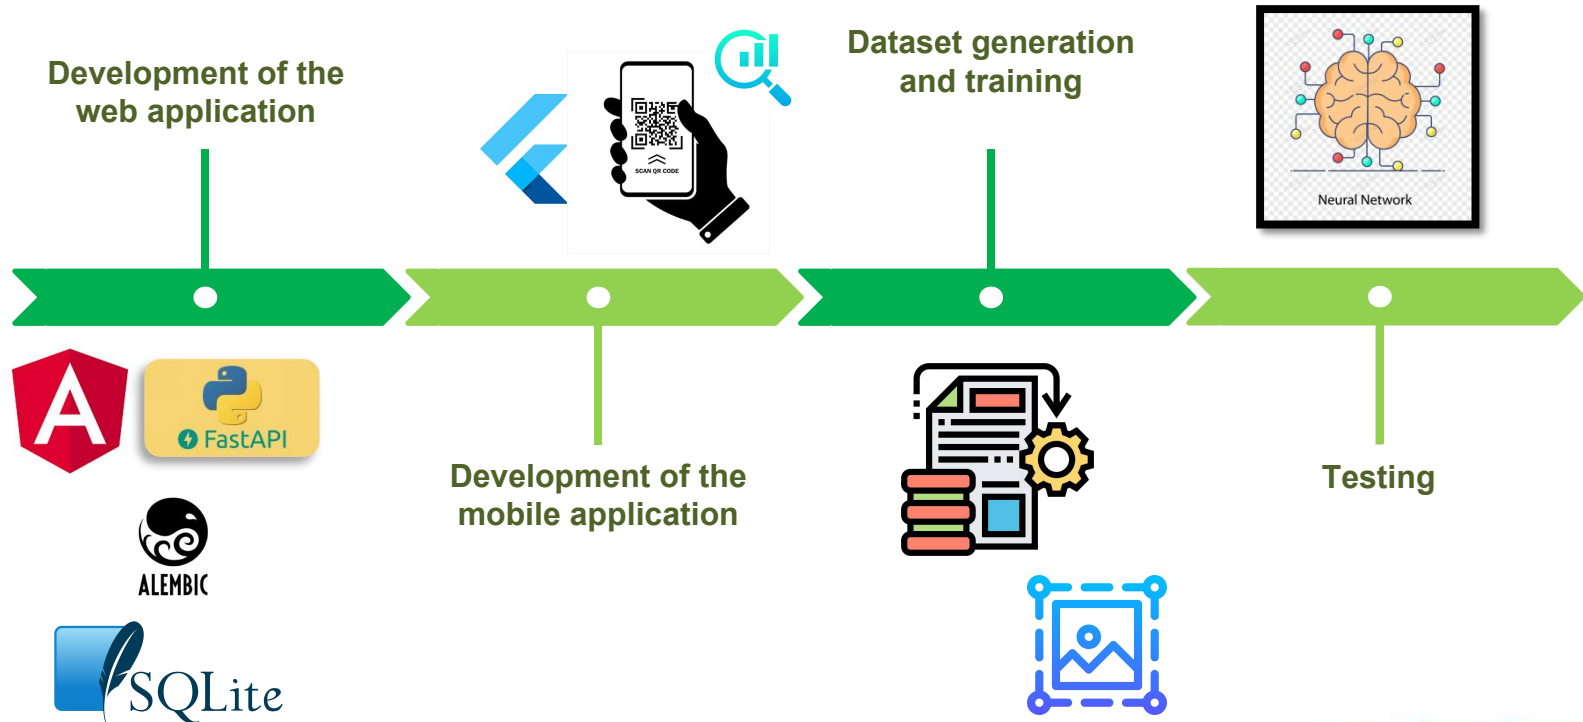 Development of the
web application
SCAN QR CODE
Dataset generation
and training
Neural Network
FastAPI
ALEMBIC
SQLite
Development of the
mobile application
Testing